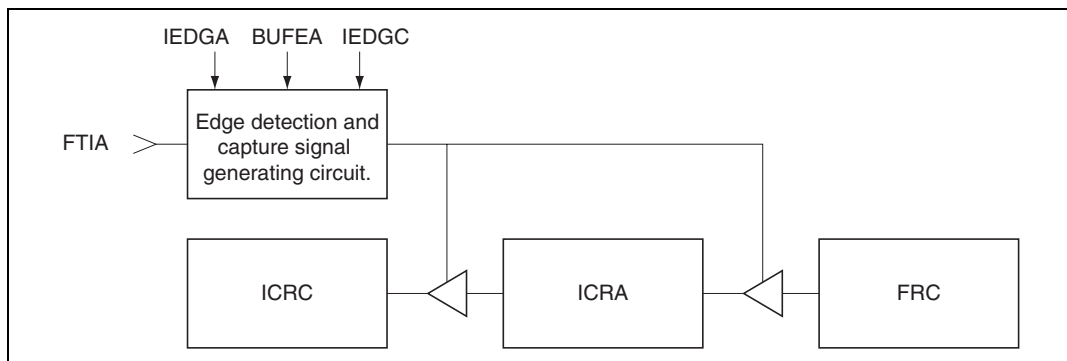 IEDGA BUFEA IEDGC
FTIA
Edge detection and
capture signal
generating circuit.
ICRC ICRA FRC